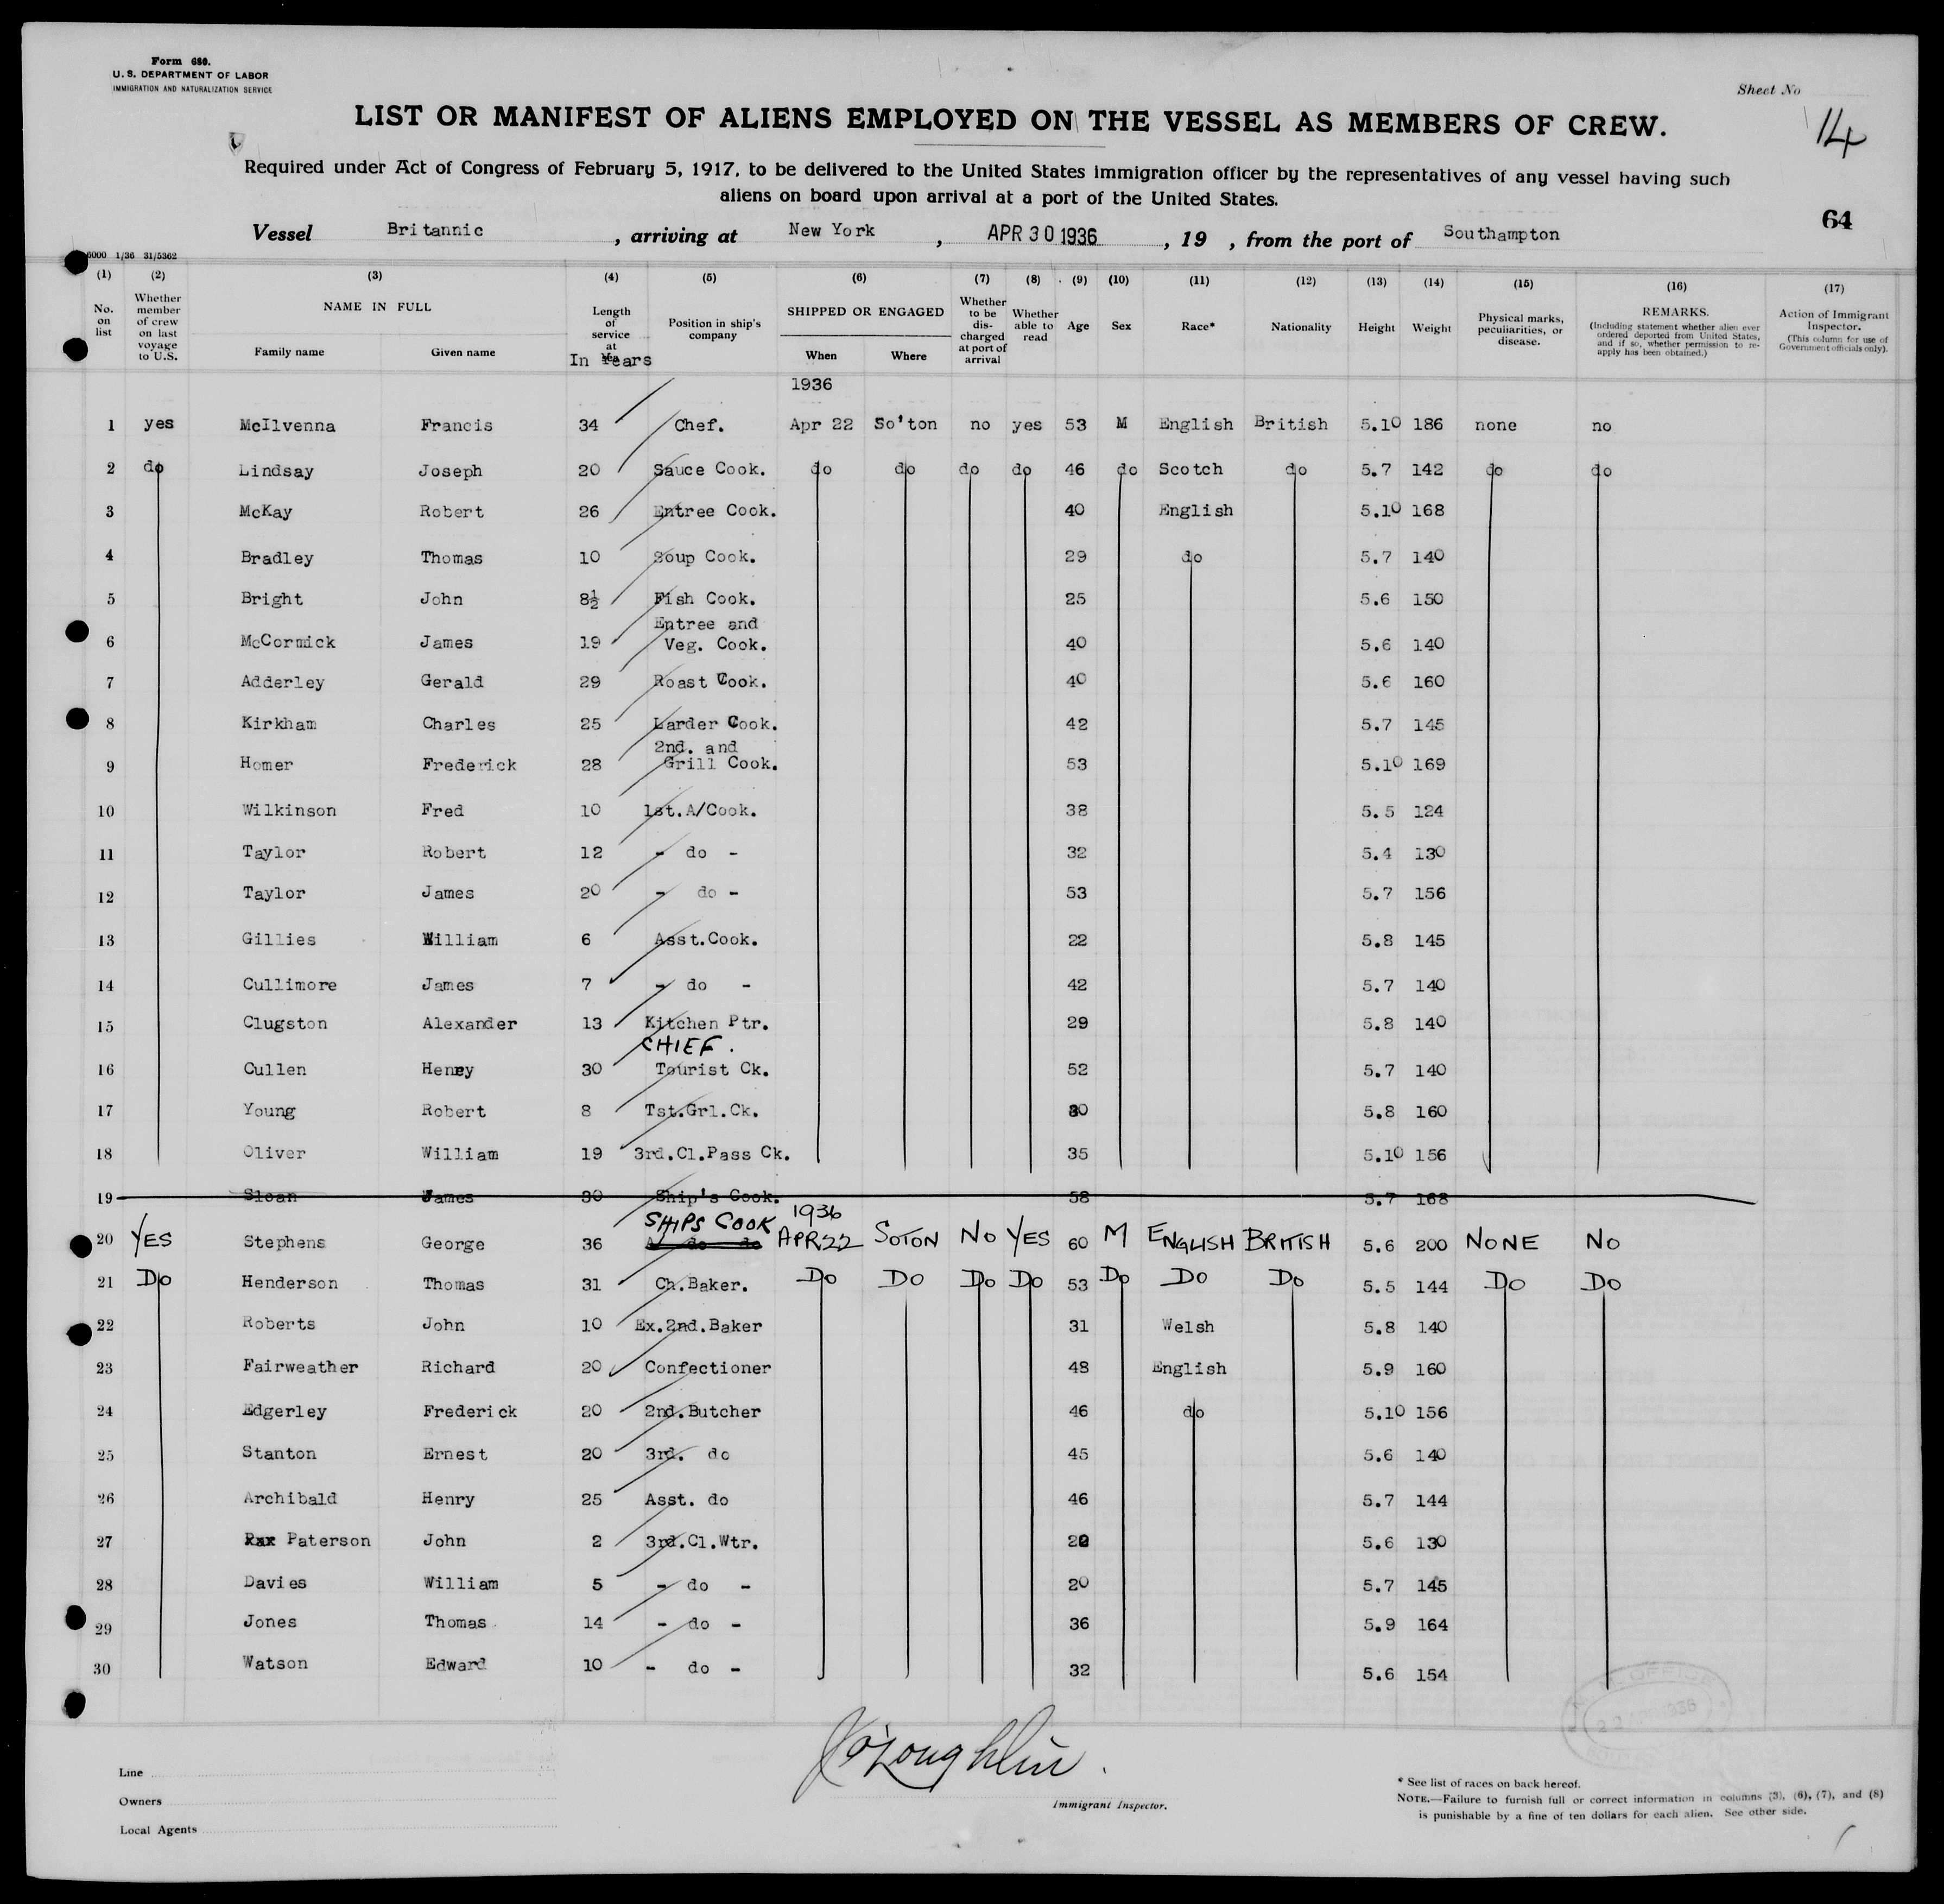 Form 680.
U. S. DEPARTMENT OF LABOR
IMMIGRATION AND NATURALIZATION SERVICE
Sheet No
14
LIST OR MANIFEST OF ALIENS EMPLOYED ON THE VESSEL AS MEMBERS OF CREW.
Required under Act of Congress of February 5, 1917, to be delivered to the United States immigration officer by the representatives of any vessel having such
aliens on board upon arrival at a port of the United States.
64
Vessel Britannic , arriving at New York , APR 30 1936 , 19 , from the port of Southampton
6000 1/36 31/5362
(1) (2) (3) (4) (5) (6) (7) (8) (9) (10) (11) (12) (13) (14) (15) (16) (17)
No. on list Whether member of crew on last voyage to U.S. NAME IN FULL Family name Given name Length of service at In Years Position in ship's company SHIPPED OR ENGAGED When Where Whether to be discharged at port of arrival Whether able to read Age Sex Race* Nationality Height Weight Physical marks, peculiarities, or disease. REMARKS. (Including statement whether alien ever ordered deported from United States, and if so, whether permission to reapply has been obtained.) Action of Immigrant Inspector. (This column for use of Government officials only).
1936
1 yes McIlvenna Francis 34 Chef. Apr 22 So'ton no yes 53 M English British 5.10 186 none no
2 do Lindsay Joseph 20 Sauce Cook. do do do do 46 do Scotch do 5.7 142 do do
3 McKay Robert 26 Entree Cook. 40 English 5.10 168
4 Bradley Thomas 10 Soup Cook. 29 do 5.7 140
5 Bright John 8½ Fish Cook. 25 5.6 150
6 McCormick James 19 Entree and Veg. Cook. 40 5.6 140
7 Adderley Gerald 29 Roast Cook. 40 5.6 160
8 Kirkham Charles 25 Larder Cook. 42 5.7 145
9 Homer Frederick 28 2nd. and Grill Cook. 53 5.10 169
10 Wilkinson Fred 10 1st.A/Cook. 38 5.5 124
11 Taylor Robert 12 - do - 32 5.4 130
12 Taylor James 20 - do - 53 5.7 156
13 Gillies William 6 Asst.Cook. 22 5.8 145
14 Cullimore James 7 - do - 42 5.7 140
15 Clugston Alexander 13 Kitchen Ptr. 29 5.8 140
16 Cullen Henry 30 CHIEF. Tourist Ck. 52 5.7 140
17 Young Robert 8 Tst.Grl.Ck. 30 5.8 160
18 Oliver William 19 3rd.Cl.Pass Ck. 35 5.10 156
19 Sloan James 30 Ship's Cook. 58 5.7 168
1936
20 YES Stephens George 36 SHIPS COOK APR 22 SOTON NO YES 60 M ENGLISH BRITISH 5.6 200 NONE NO
21 DO Henderson Thomas 31 Ch.Baker. DO DO DO DO 53 DO DO DO 5.5 144 DO DO
22 Roberts John 10 Ex.2nd.Baker 31 Welsh 5.8 140
23 Fairweather Richard 20 Confectioner 48 English 5.9 160
24 Edgerley Frederick 20 2nd.Butcher 46 do 5.10 156
25 Stanton Ernest 20 3rd. do 45 5.6 140
26 Archibald Henry 25 Asst. do 46 5.7 144
27 Paterson John 2 3rd.Cl.Wtr. 5.6 130
28 Davies William 5 - do - 20 5.7 145
29 Jones Thomas 14 - do - 36 5.9 164
30 Watson Edward 10 - do - 32 5.6 154
J O'Loughlin.
Immigrant Inspector.
Line
Owners
Local Agents
* See list of races on back hereof.
NOTE.—Failure to furnish full or correct information in columns (3), (6), (7), and (8)
is punishable by a fine of ten dollars for each alien. See other side.